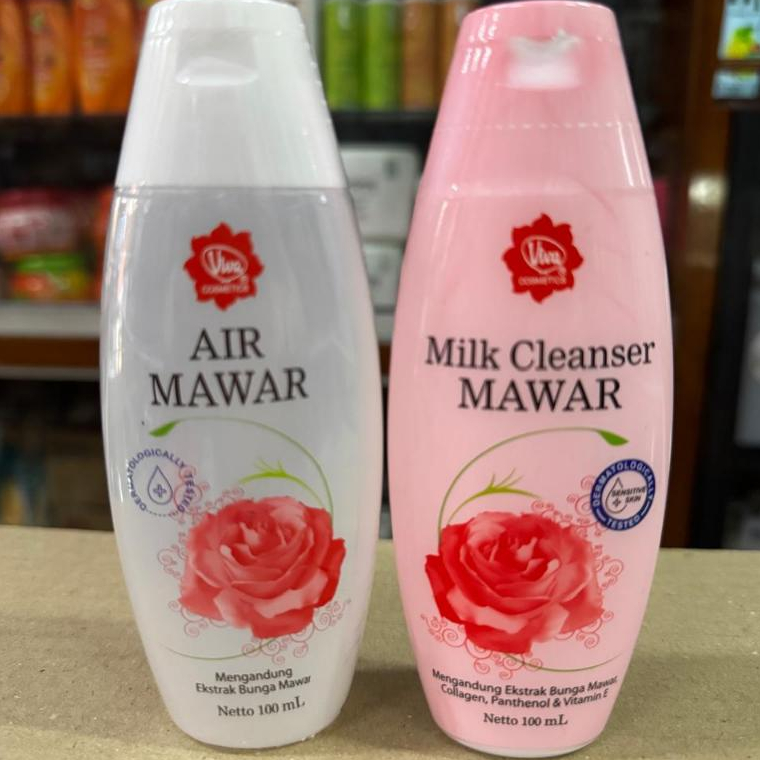 Viva
COSMETICS
AIR
MAWAR
DERMATOLOGICALLY TESTED
Mengandung
Ekstrak Bunga Mawar
Netto 100 mL
Viva
COSMETICS
Milk Cleanser
MAWAR
DERMATOLOGICALLY
SENSITIVE
SKIN
TESTED
Mengandung Ekstrak Bunga Mawar,
Collagen, Panthenol & Vitamin E
Netto 100 mL